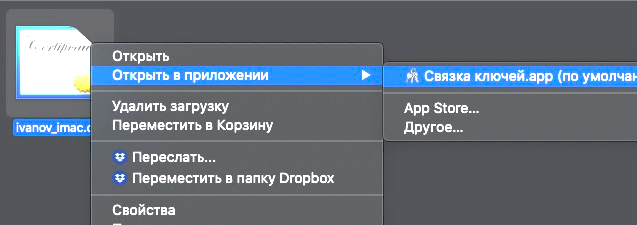 ivanov_imac.c
Открыть
Открыть в приложении
Связка ключей.app (по умолчан
Удалить загрузку
Переместить в Корзину
App Store...
Другое...
Переслать...
Переместить в папку Dropbox
Свойства